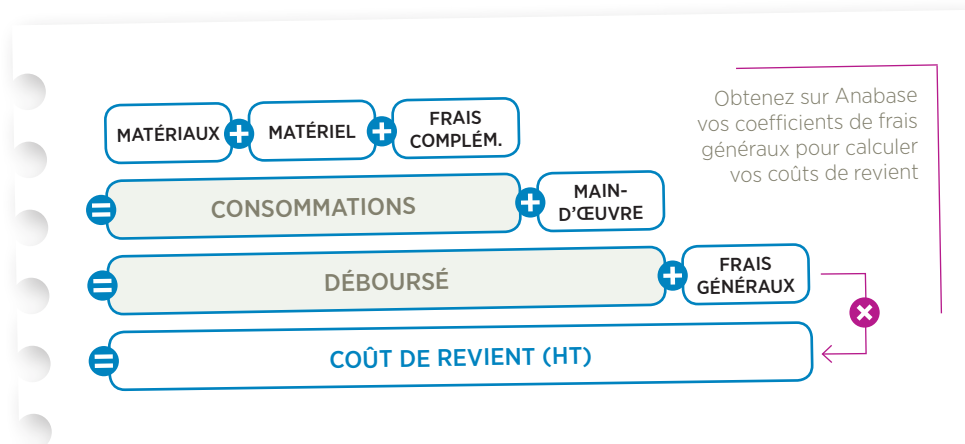 Obtenez sur Anabase
vos coefficients de frais
généraux pour calculer
vos coûts de revient
MATÉRIAUX + MATÉRIEL + FRAIS
COMPLÉM.
= CONSOMMATIONS + MAIN-
D'ŒUVRE
= DÉBOURSÉ + FRAIS
GÉNÉRAUX
×
= COÛT DE REVIENT (HT)